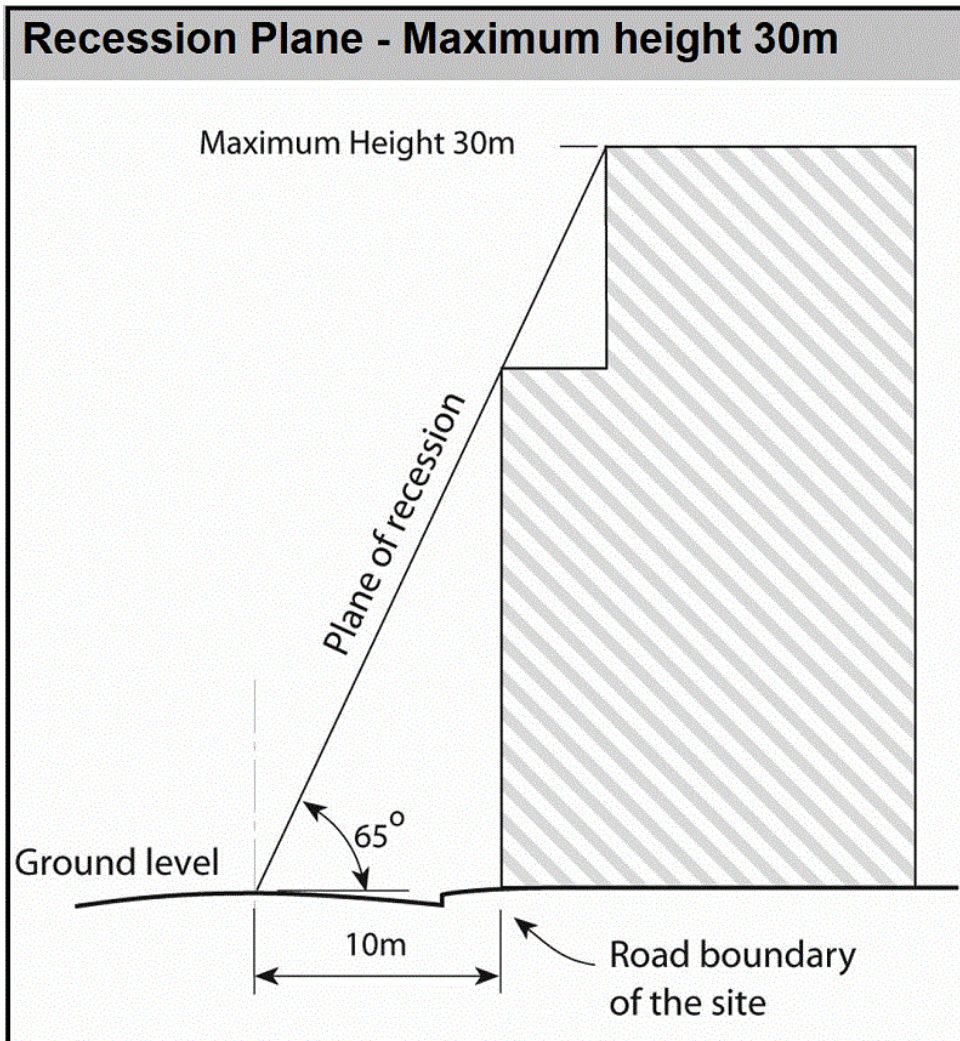 Recession Plane - Maximum height 30m
Maximum Height 30m
Plane of recession
65°
Ground level
10m
Road boundary
of the site